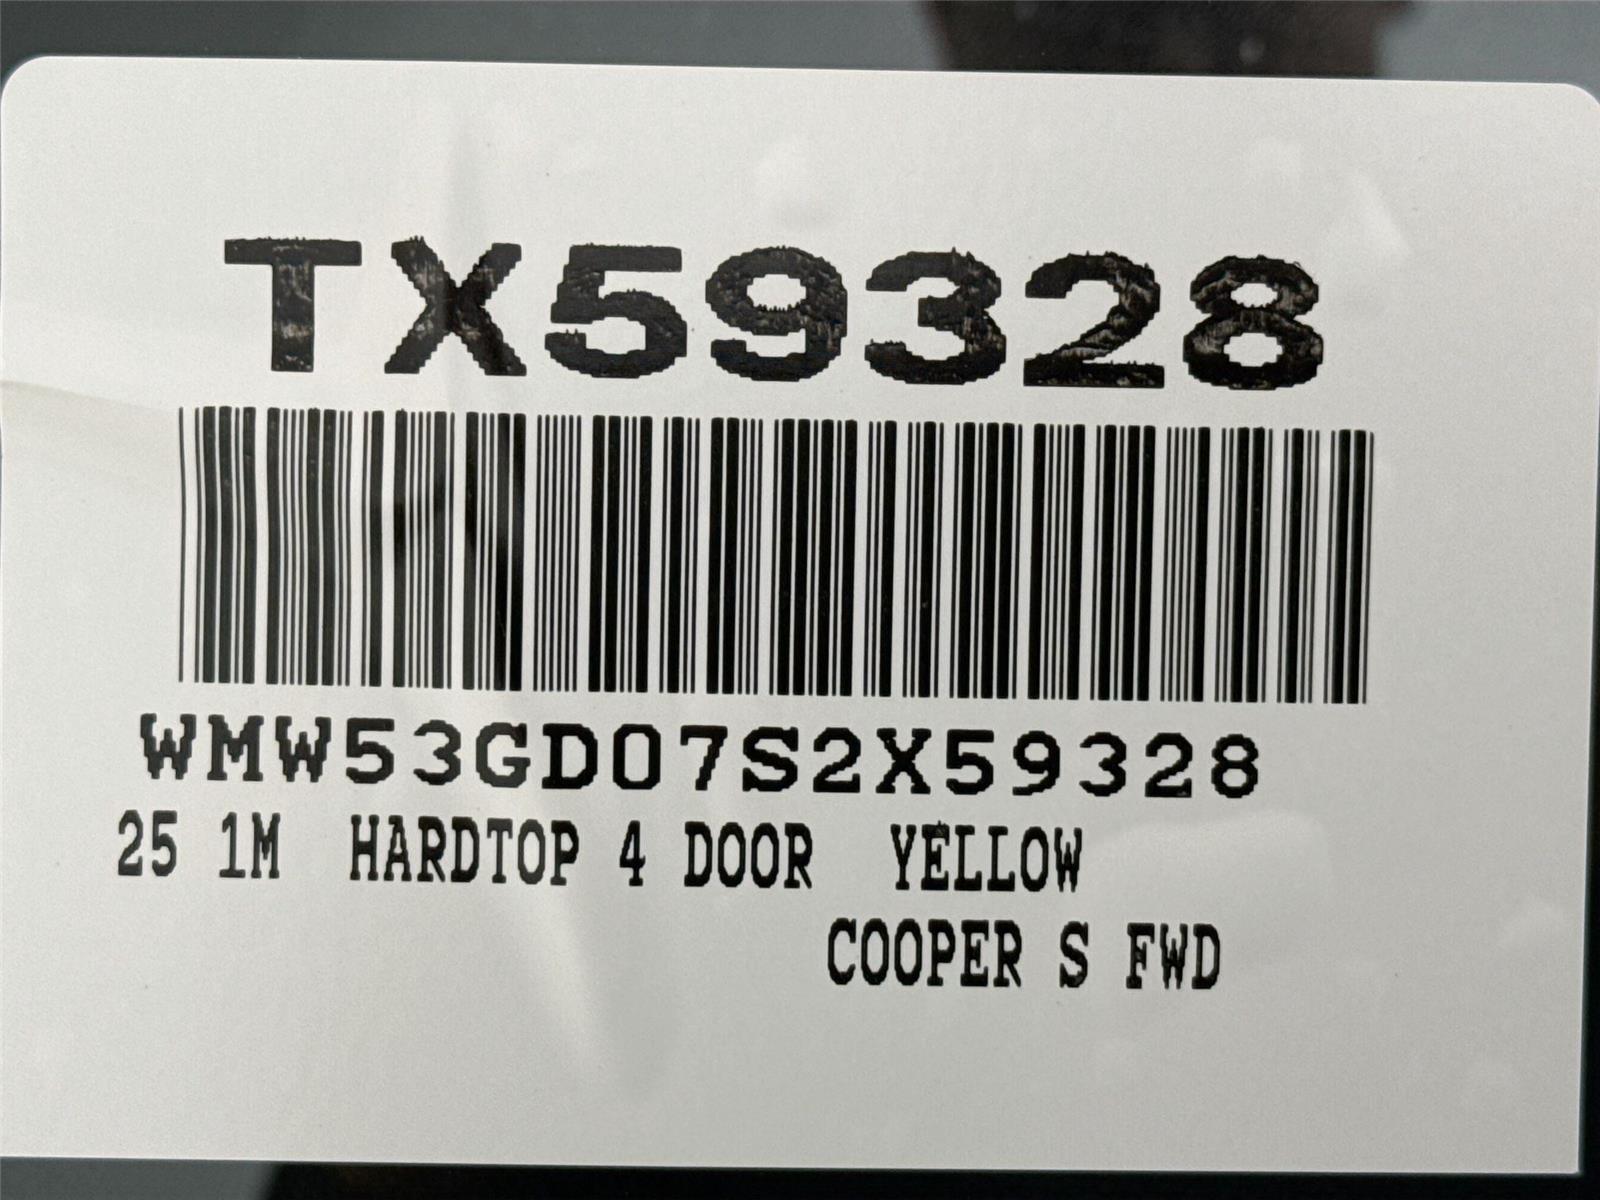 TX59328
WMW53GD07S2X59328
25 1M HARDTOP 4 DOOR YELLOW
COOPER S FWD